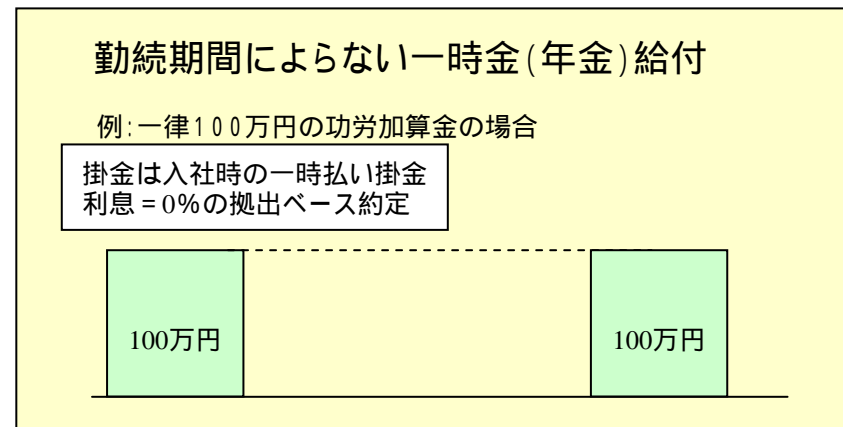 勤続期間によらない一時金(年金)給付
例:一律100万円の功労加算金の場合
掛金は入社時の一時払い掛金
利息=0%の拠出ベース約定
100万円
100万円